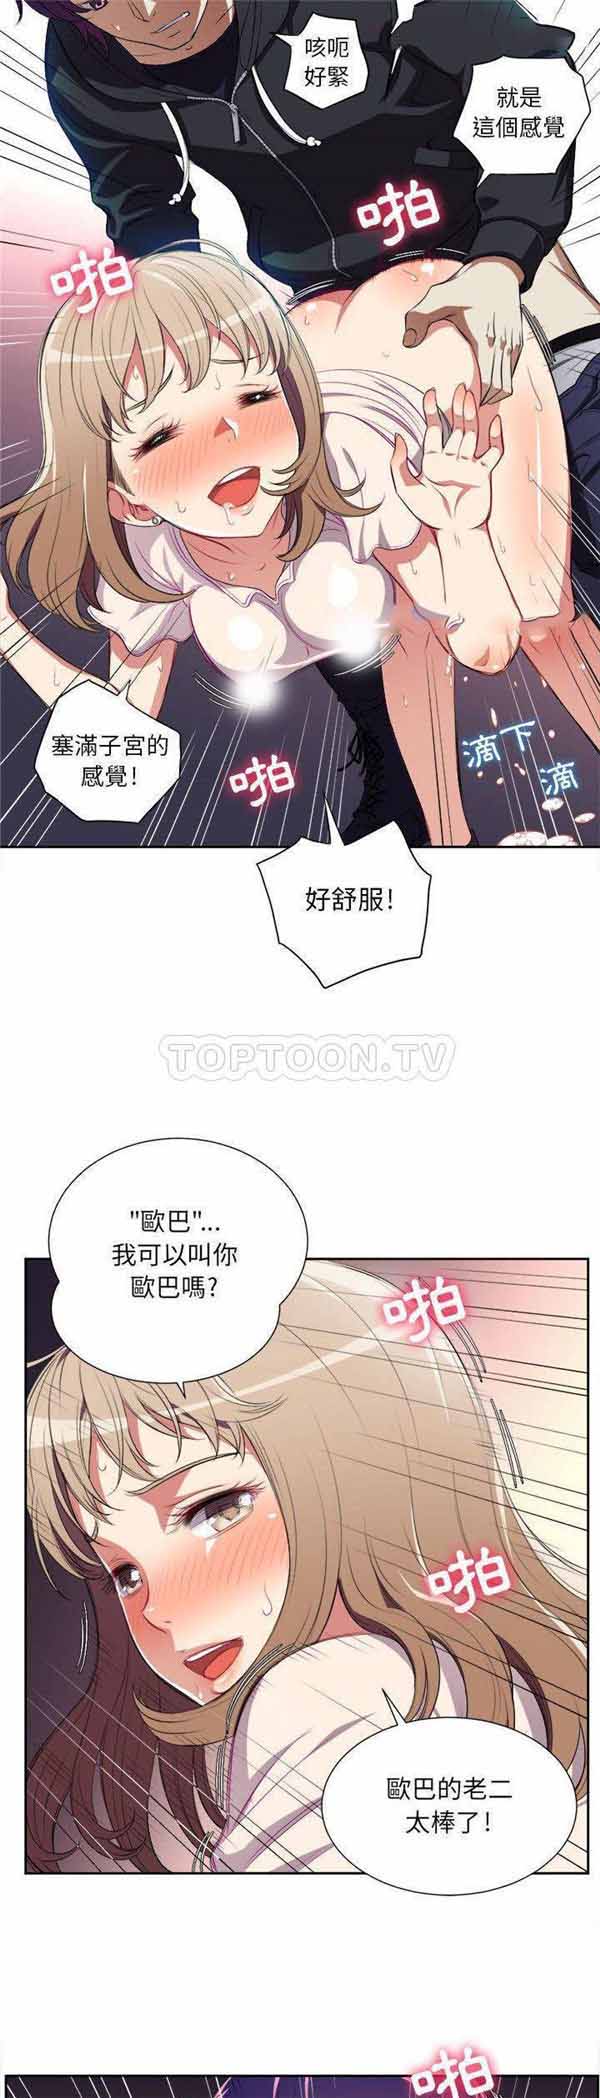 咳呃
好緊
就是
這個感覺
啪
啪
塞滿子宮的
感覺!
啪
滴下
滴
好舒服!
TOPTOON.TV
"歐巴"...
我可以叫你
歐巴嗎?
啪
啪
歐巴的老二
太棒了!
啪